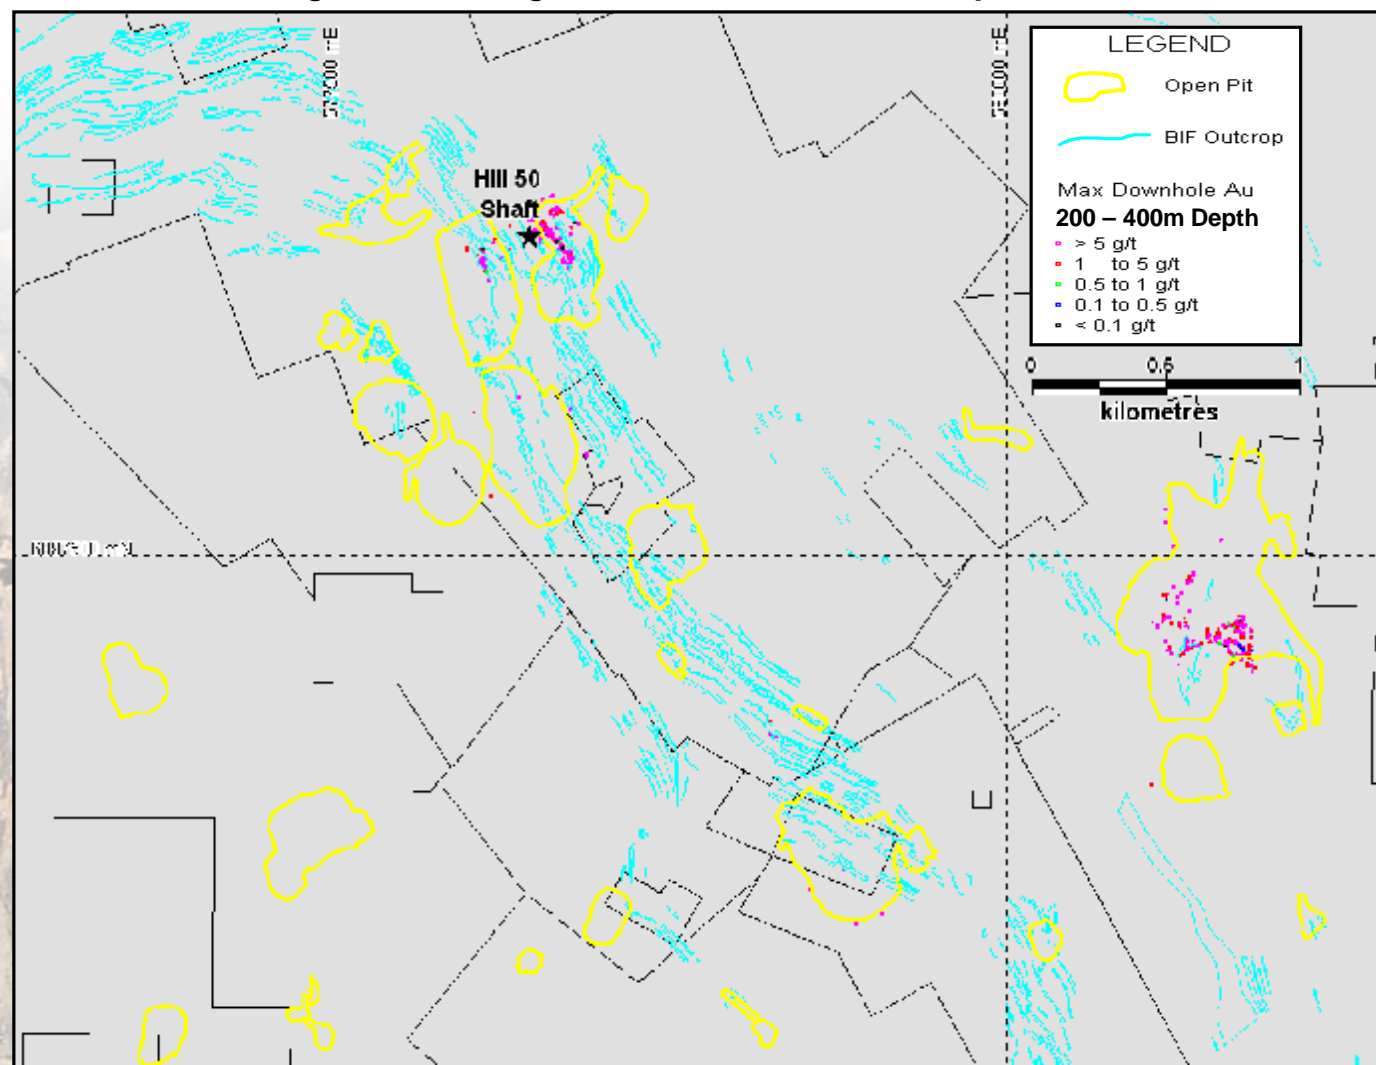 LEGEND
Open Pit
BIF Outcrop
Max Downhole Au
200 – 400m Depth
> 5 g/t
1 to 5 g/t
0.5 to 1 g/t
0.1 to 0.5 g/t
< 0.1 g/t
0 0.6 1
kilometres
Hill 50
Shaft